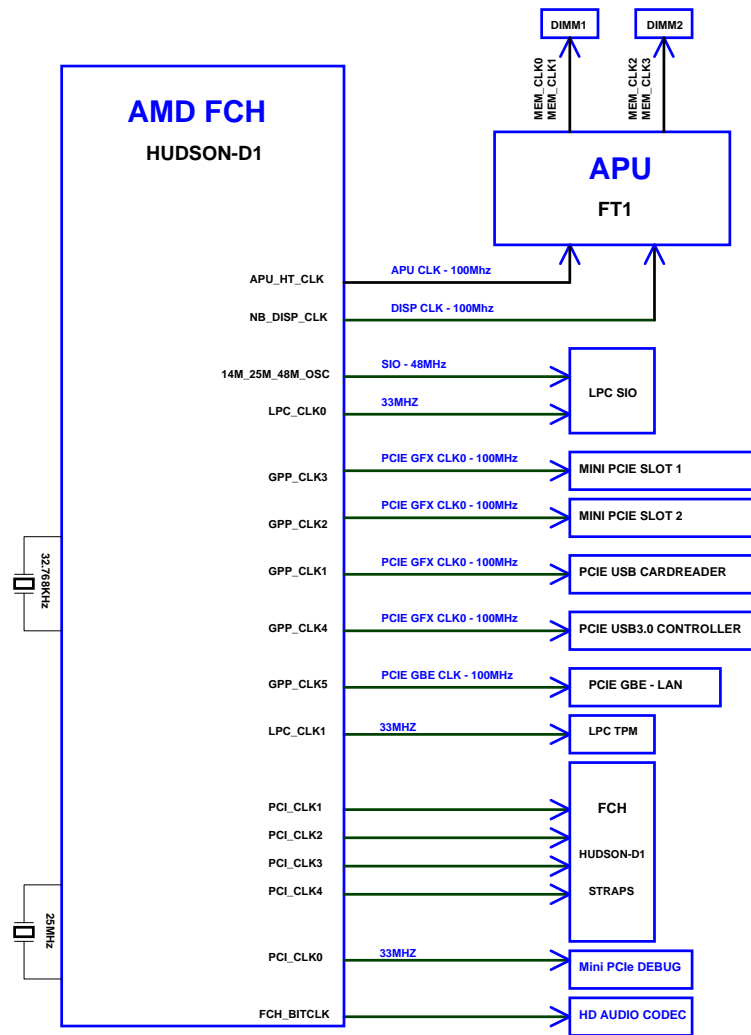 DIMM1
DIMM2
MEM_CLK0
MEM_CLK1
MEM_CLK2
MEM_CLK3
AMD FCH
HUDSON-D1
APU
FT1
APU_HT_CLK
APU CLK - 100Mhz
NB_DISP_CLK
DISP CLK - 100Mhz
14M_25M_48M_OSC
SIO - 48MHz
LPC SIO
LPC_CLK0
33MHZ
GPP_CLK3
PCIE GFX CLK0 - 100MHz
MINI PCIE SLOT 1
GPP_CLK2
PCIE GFX CLK0 - 100MHz
MINI PCIE SLOT 2
32.768KHz
GPP_CLK1
PCIE GFX CLK0 - 100MHz
PCIE USB CARDREADER
GPP_CLK4
PCIE GFX CLK0 - 100MHz
PCIE USB3.0 CONTROLLER
GPP_CLK5
PCIE GBE CLK - 100MHz
PCIE GBE - LAN
LPC_CLK1
33MHZ
LPC TPM
PCI_CLK1
PCI_CLK2
PCI_CLK3
PCI_CLK4
FCH
HUDSON-D1
STRAPS
25MHz
PCI_CLK0
33MHZ
Mini PCIe DEBUG
FCH_BITCLK
HD AUDIO CODEC